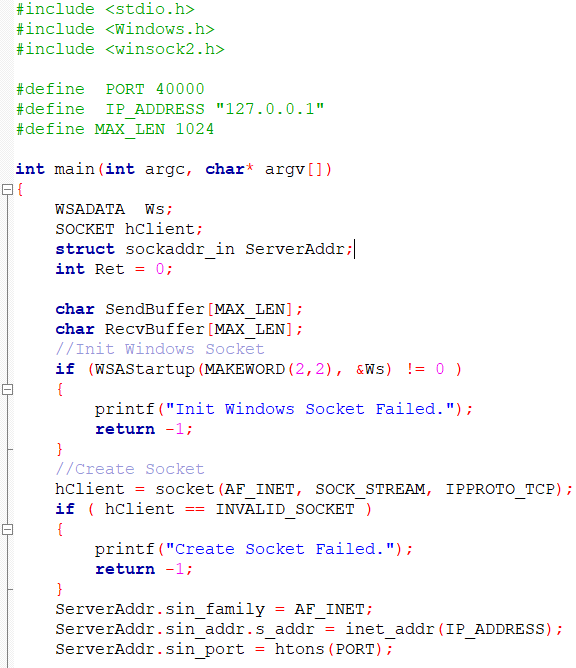 #include <stdio.h>
#include <Windows.h>
#include <winsock2.h>

#define  PORT 40000
#define  IP_ADDRESS "127.0.0.1"
#define MAX_LEN 1024

int main(int argc, char* argv[])
{
    WSADATA  Ws;
    SOCKET hClient;
    struct sockaddr_in ServerAddr;
    int Ret = 0;

    char SendBuffer[MAX_LEN];
    char RecvBuffer[MAX_LEN];
    //Init Windows Socket
    if (WSAStartup(MAKEWORD(2,2), &Ws) != 0 )
    {
        printf("Init Windows Socket Failed.");
        return -1;
    }
    //Create Socket
    hClient = socket(AF_INET, SOCK_STREAM, IPPROTO_TCP);
    if ( hClient == INVALID_SOCKET )
    {
        printf("Create Socket Failed.");
        return -1;
    }
    ServerAddr.sin_family = AF_INET;
    ServerAddr.sin_addr.s_addr = inet_addr(IP_ADDRESS);
    ServerAddr.sin_port = htons(PORT);